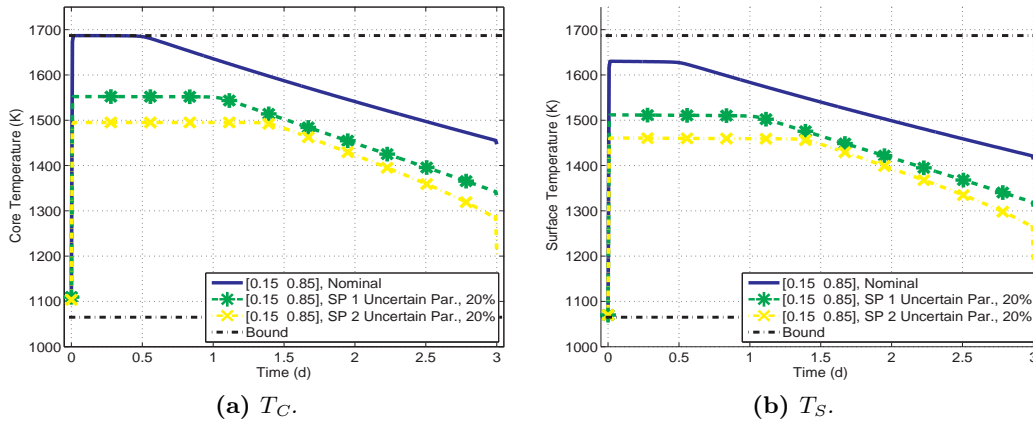 1700
1600
1500
1400
1300
1200
1100
1000
Core Temperature (K)
[0.15 0.85], Nominal
[0.15 0.85], SP 1 Uncertain Par., 20%
[0.15 0.85], SP 2 Uncertain Par., 20%
Bound
0 0.5 1 1.5 2 2.5 3
Time (d)
(a) T_C.
1700
1600
1500
1400
1300
1200
1100
1000
Surface Temperature (K)
[0.15 0.85], Nominal
[0.15 0.85], SP 1 Uncertain Par., 20%
[0.15 0.85], SP 2 Uncertain Par., 20%
Bound
0 0.5 1 1.5 2 2.5 3
Time (d)
(b) T_S.